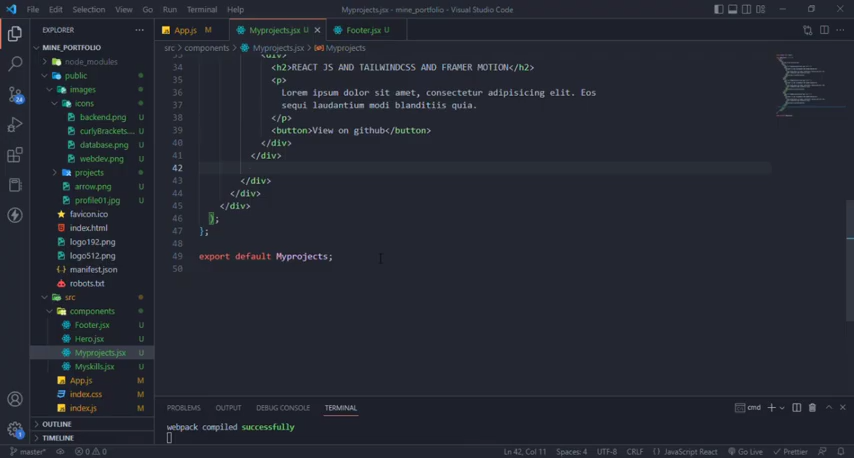 File Edit Selection View Go Run Terminal Help
Myprojects.jsx - mine_portfolio - Visual Studio Code
EXPLORER
MINE_PORTFOLIO
node_modules
public
images
icons
backend.png U
curlyBrackets.... U
database.png U
webdev.png U
projects
arrow.png U
profile01.jpg U
favicon.ico
index.html
logo192.png
logo512.png
manifest.json
robots.txt
src
components
Footer.jsx U
Hero.jsx U
Myprojects.jsx U
Myskills.jsx U
App.js M
index.css M
index.js M
OUTLINE
TIMELINE
App.js M
Myprojects.jsx U
Footer.jsx U
src > components > Myprojects.jsx > Myprojects
33 <div>
34 <h2>REACT JS AND TAILWINDCSS AND FRAMER MOTION</h2>
35 <p>
36 Lorem ipsum dolor sit amet, consectetur adipisicing elit. Eos
37 sequi laudantium modi blanditiis quia.
38 </p>
39 <button>View on github</button>
40 </div>
41 </div>
42
43 </div>
44 </div>
45 </div>
46 );
47 };
48
49 export default Myprojects;
50
PROBLEMS OUTPUT DEBUG CONSOLE TERMINAL
cmd
webpack compiled successfully
24
1
master* 0 0
Ln 42, Col 11 Spaces: 4 UTF-8 CRLF { } JavaScript React Go Live Prettier